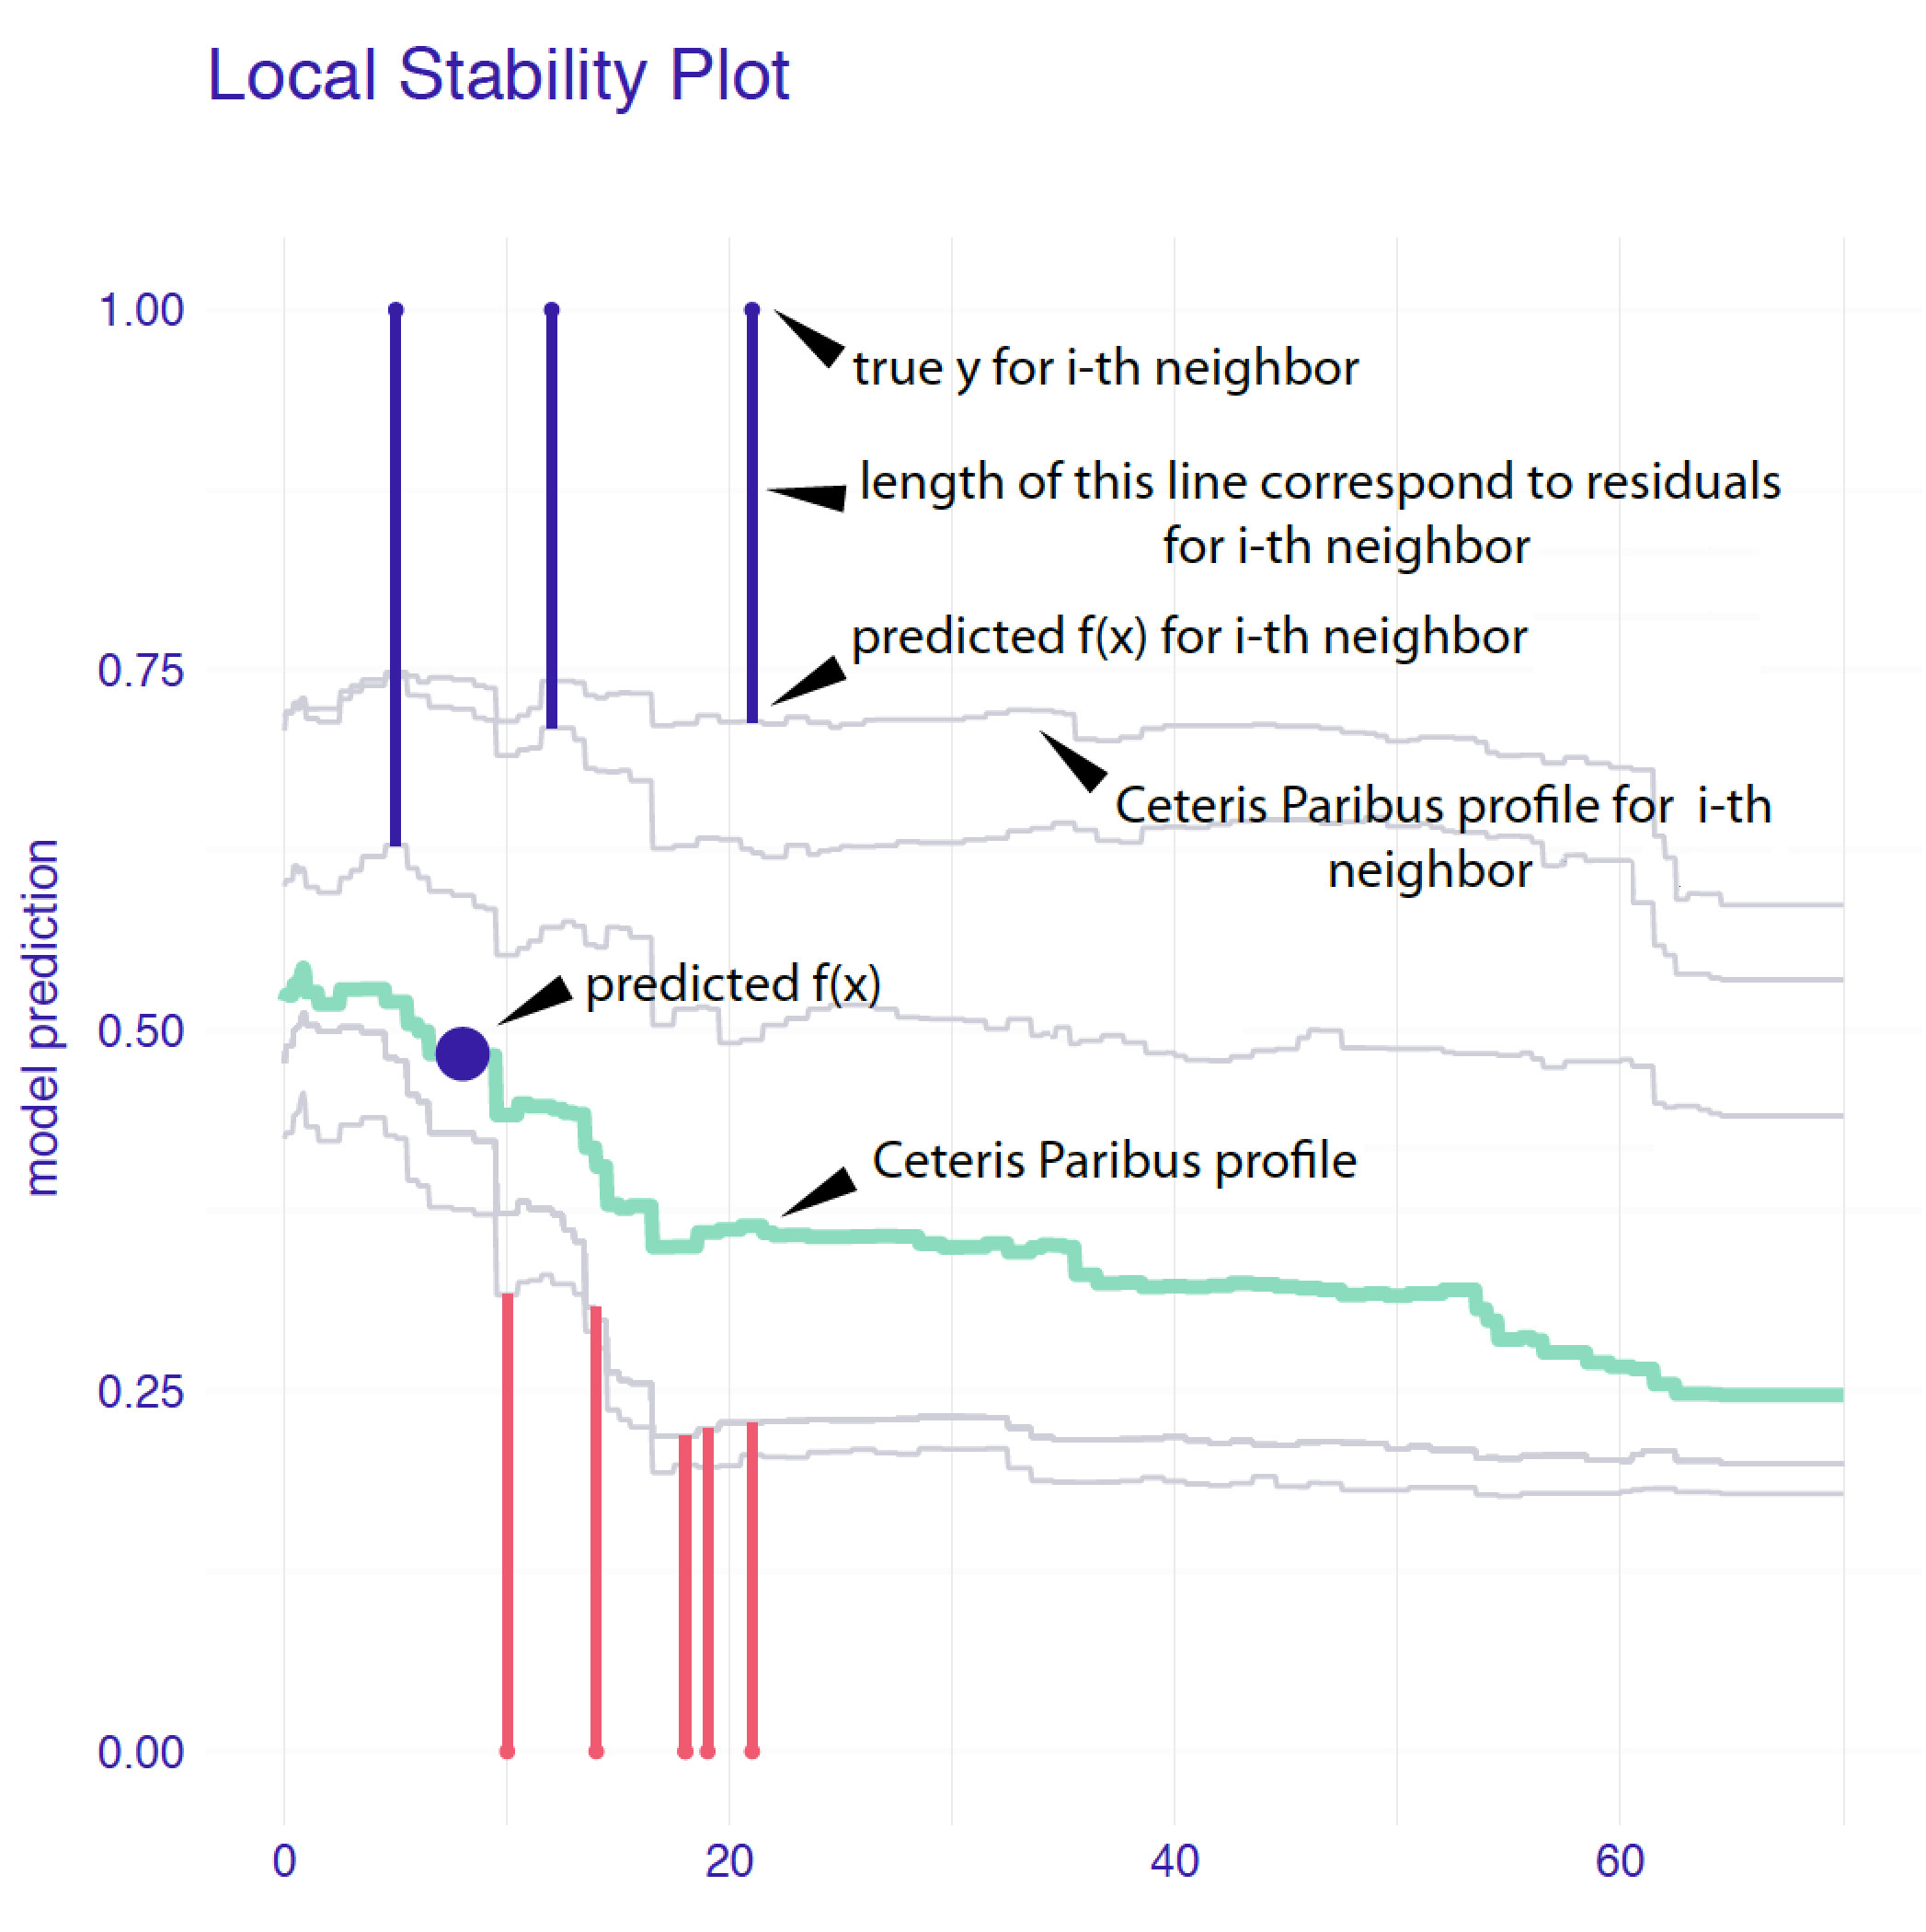 Local Stability Plot
1.00
true y for i-th neighbor
length of this line correspond to residuals
for i-th neighbor
predicted f(x) for i-th neighbor
0.75
Ceteris Paribus profile for i-th
neighbor
predicted f(x)
0.50
model prediction
Ceteris Paribus profile
0.25
0.00
0 20 40 60